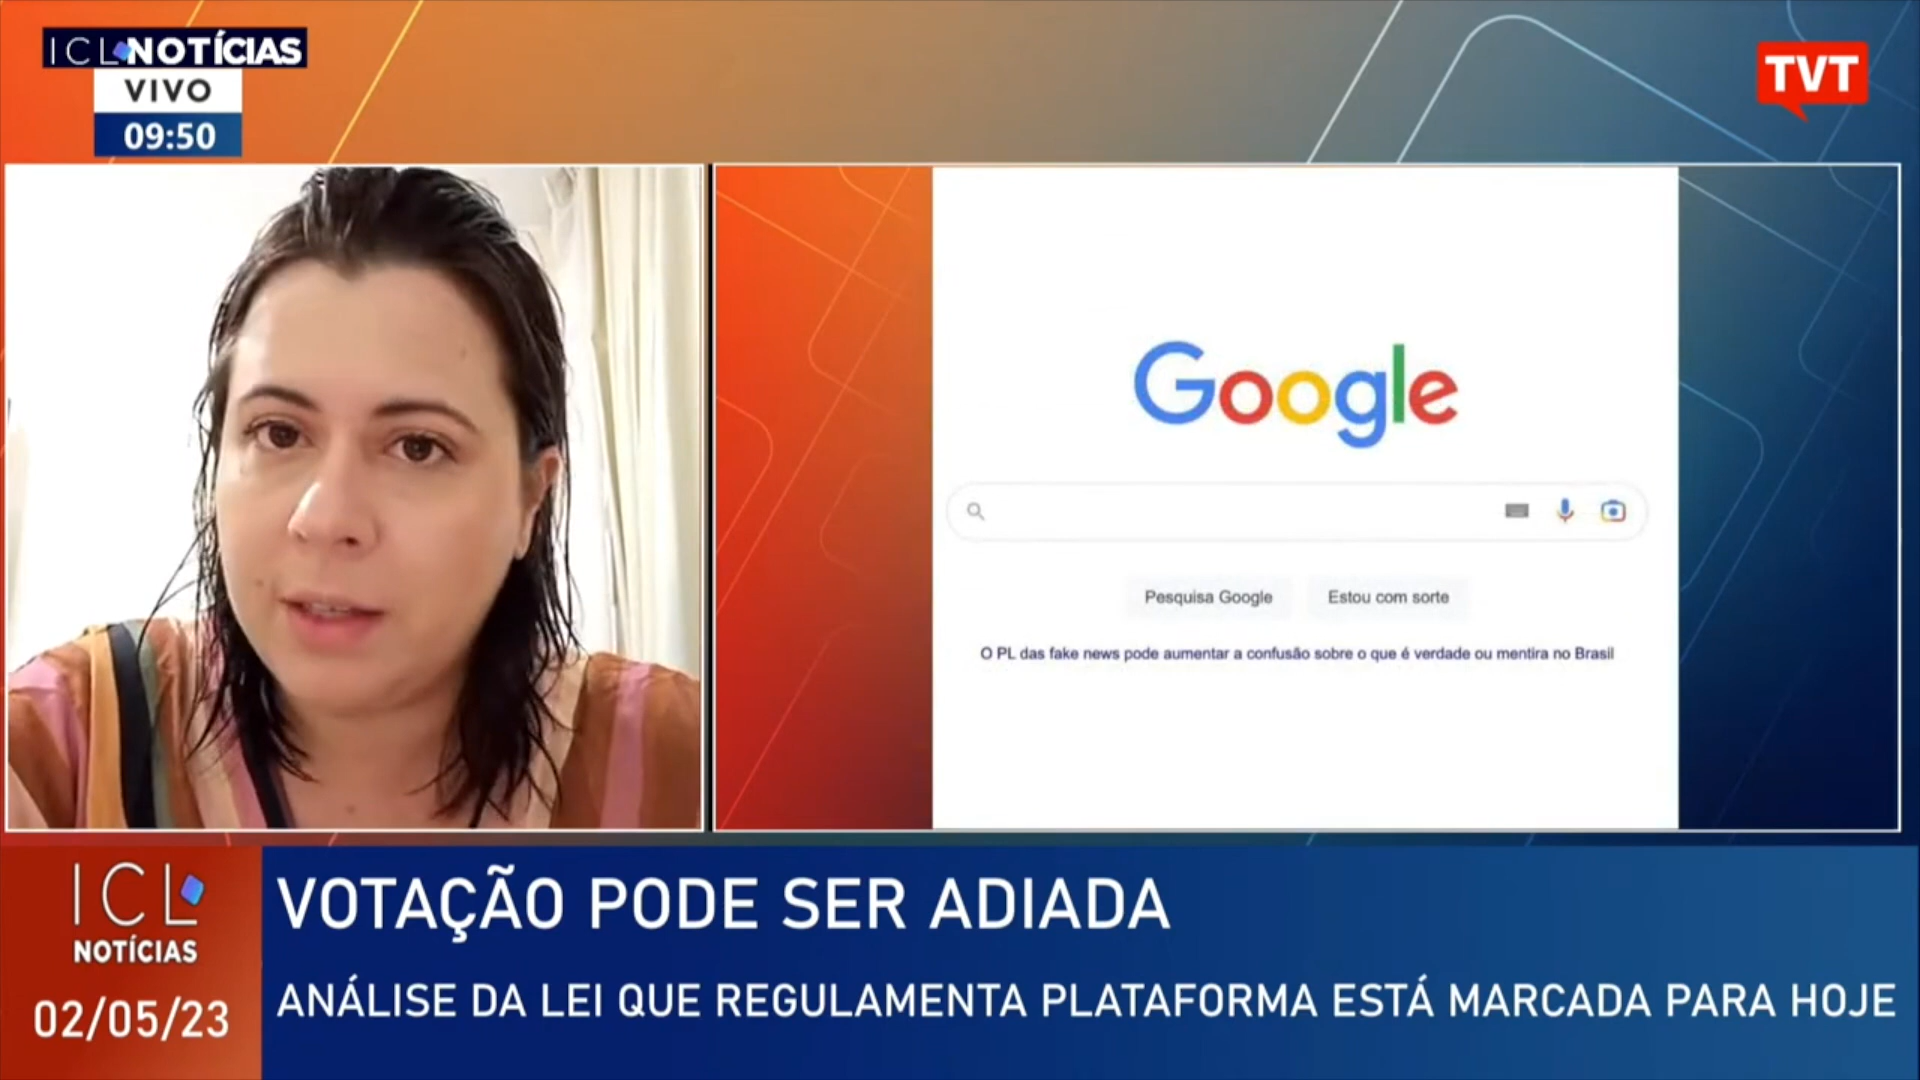 ICL NOTÍCIAS
VIVO
09:50
TVT
Google
Pesquisa Google
Estou com sorte
O PL das fake news pode aumentar a confusão sobre o que é verdade ou mentira no Brasil
ICL
NOTÍCIAS
02/05/23
VOTAÇÃO PODE SER ADIADA
ANÁLISE DA LEI QUE REGULAMENTA PLATAFORMA ESTÁ MARCADA PARA HOJE